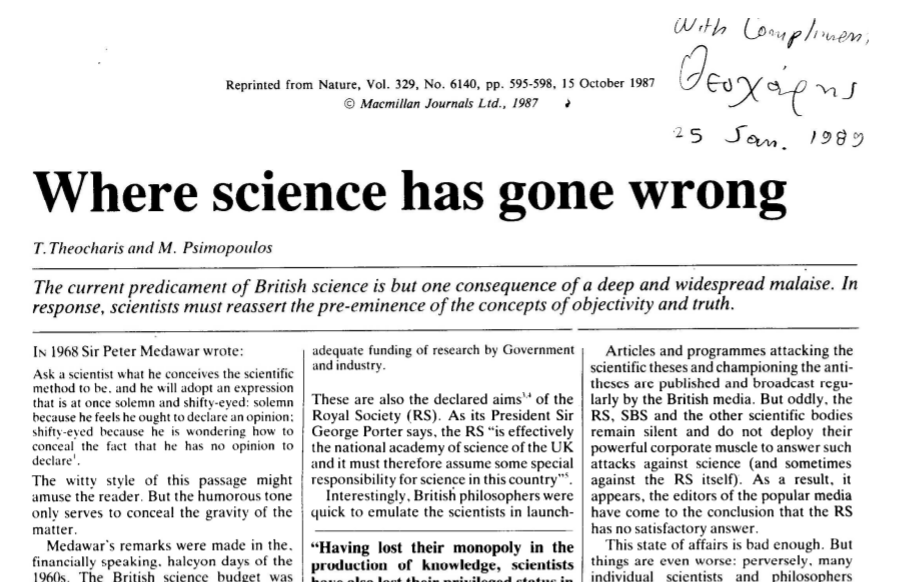 With Compliments,
Θεοχάρης
25 Jan. 1989
Reprinted from Nature, Vol. 329, No. 6140, pp. 595-598, 15 October 1987
© Macmillan Journals Ltd., 1987
Where science has gone wrong
T. Theocharis and M. Psimopoulos
The current predicament of British science is but one consequence of a deep and widespread malaise. In
response, scientists must reassert the pre-eminence of the concepts of objectivity and truth.
IN 1968 Sir Peter Medawar wrote:
Ask a scientist what he conceives the scientific
method to be, and he will adopt an expression
that is at once solemn and shifty-eyed: solemn
because he feels he ought to declare an opinion;
shifty-eyed because he is wondering how to
conceal the fact that he has no opinion to
declare¹.
The witty style of this passage might
amuse the reader. But the humorous tone
only serves to conceal the gravity of the
matter.
Medawar's remarks were made in the,
financially speaking, halcyon days of the
1960s. The British science budget was
adequate funding of research by Government
and industry.
These are also the declared aims³,⁴ of the
Royal Society (RS). As its President Sir
George Porter says, the RS “is effectively
the national academy of science of the UK
and it must therefore assume some special
responsibility for science in this country”⁵.
Interestingly, British philosophers were
quick to emulate the scientists in launch-
“Having lost their monopoly in the
production of knowledge, scientists
have also lost their privileged status in
Articles and programmes attacking the
scientific theses and championing the anti-
theses are published and broadcast regu-
larly by the British media. But oddly, the
RS, SBS and the other scientific bodies
remain silent and do not deploy their
powerful corporate muscle to answer such
attacks against science (and sometimes
against the RS itself). As a result, it
appears, the editors of the popular media
have come to the conclusion that the RS
has no satisfactory answer.
This state of affairs is bad enough. But
things are even worse: perversely, many
individual scientists and philosophers